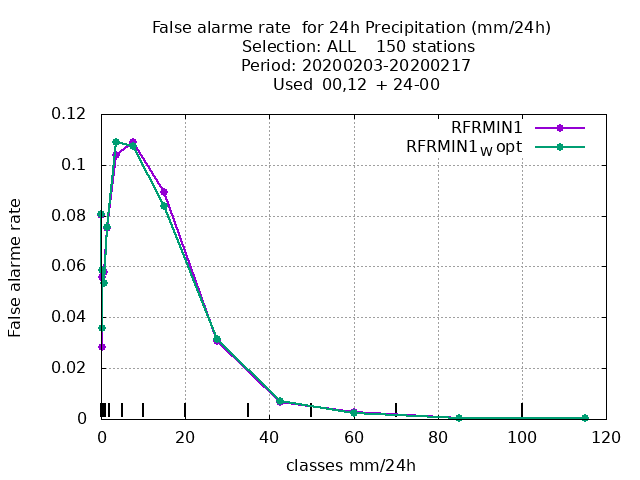 False alarme rate  for 24h Precipitation (mm/24h)
Selection: ALL    150 stations
Period: 20200203-20200217
Used  00,12  + 24-00
RFRMIN1
RFRMIN1W opt
False alarme rate
0.12
0.1
0.08
0.06
0.04
0.02
0
0 20 40 60 80 100 120
classes mm/24h